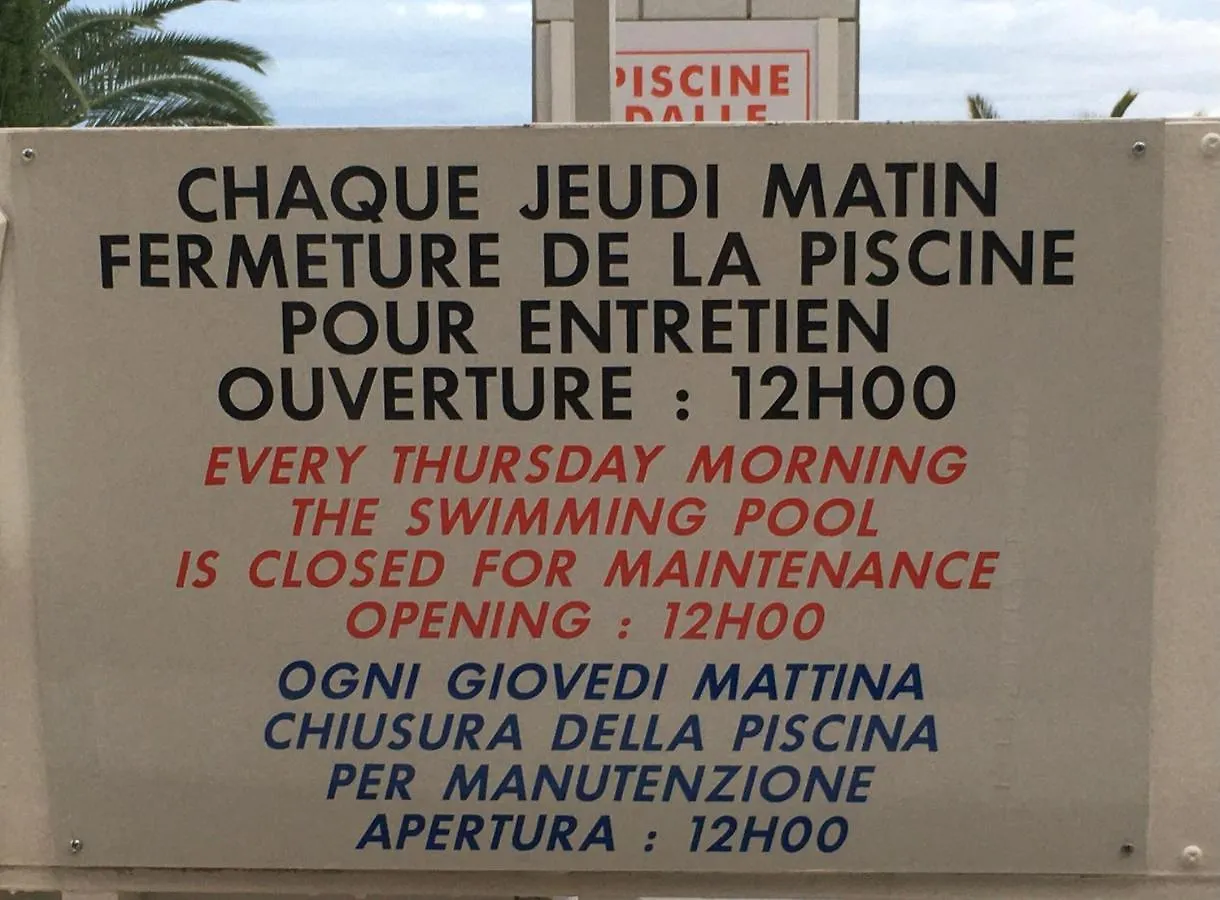 PISCINE
DALLE
CHAQUE JEUDI MATIN
FERMETURE DE LA PISCINE
POUR ENTRETIEN
OUVERTURE : 12H00
EVERY THURSDAY MORNING
THE SWIMMING POOL
IS CLOSED FOR MAINTENANCE
OPENING : 12H00
OGNI GIOVEDI MATTINA
CHIUSURA DELLA PISCINA
PER MANUTENZIONE
APERTURA : 12H00